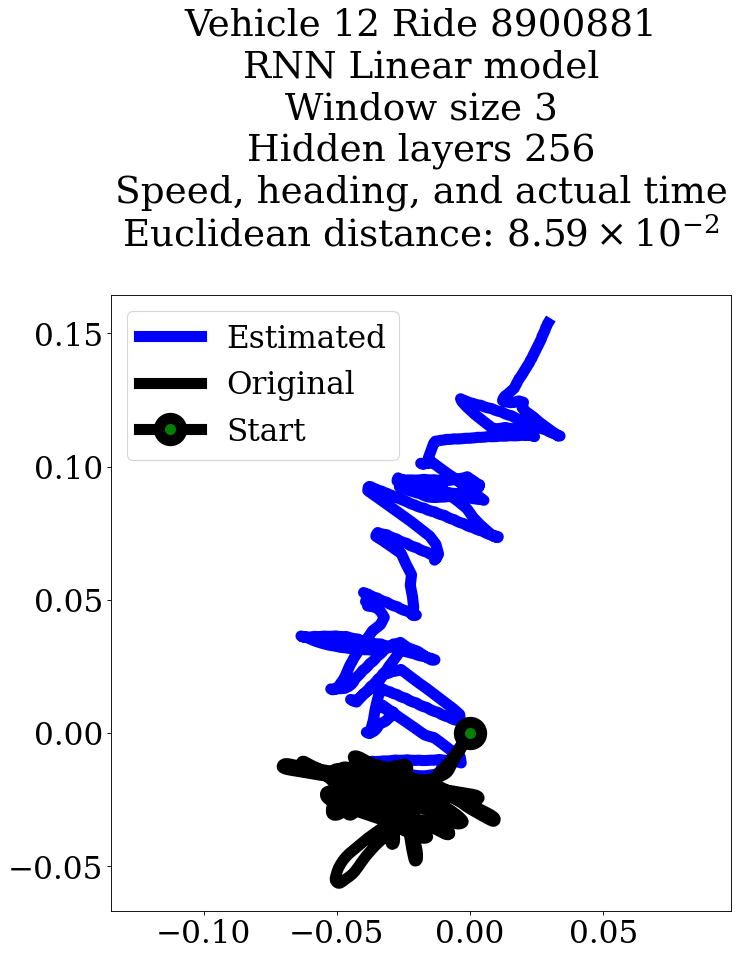 Vehicle 12 Ride 8900881
RNN Linear model
Window size 3
Hidden layers 256
Speed, heading, and actual time
Euclidean distance: 8.59 × 10⁻²
Estimated
Original
Start
0.15
0.10
0.05
0.00
−0.05
−0.10
−0.05
0.00
0.05